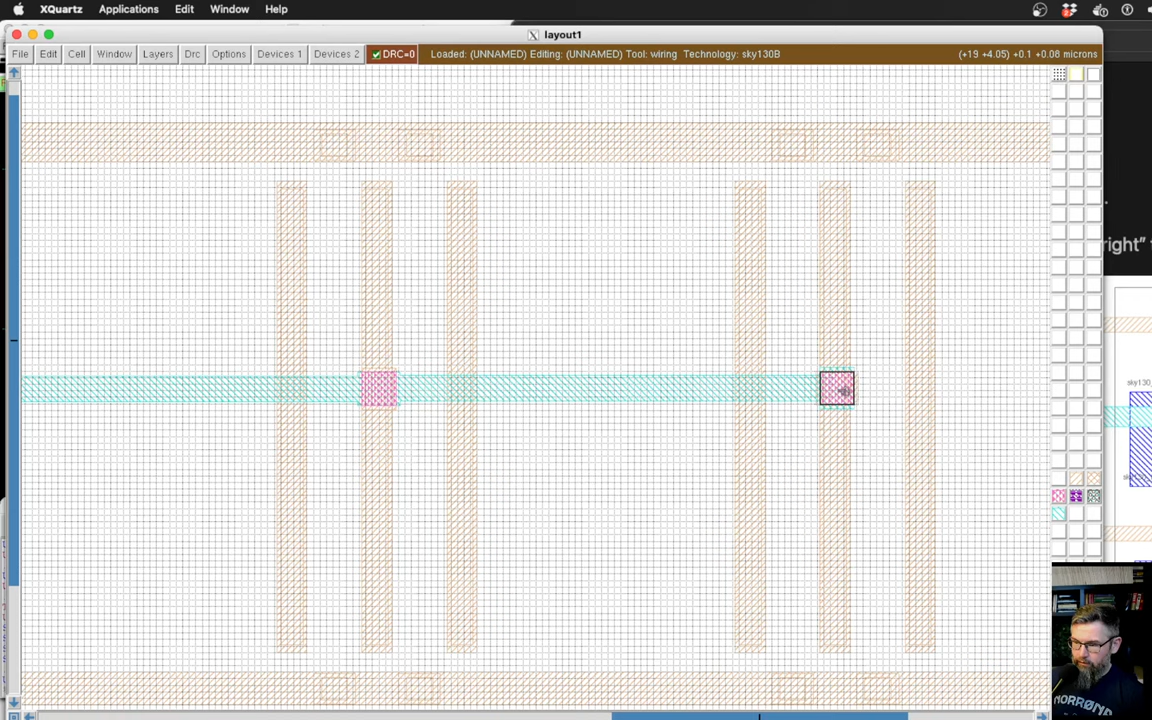 XQuartz Applications Edit Window Help
layout1
File Edit Cell Window Layers Drc Options Devices 1 Devices 2 DRC=0 Loaded: (UNNAMED) Editing: (UNNAMED) Tool: wiring Technology: sky130B (+19 +4.05) +0.1 +0.08 microns
right"
sky130_
NORRØNA